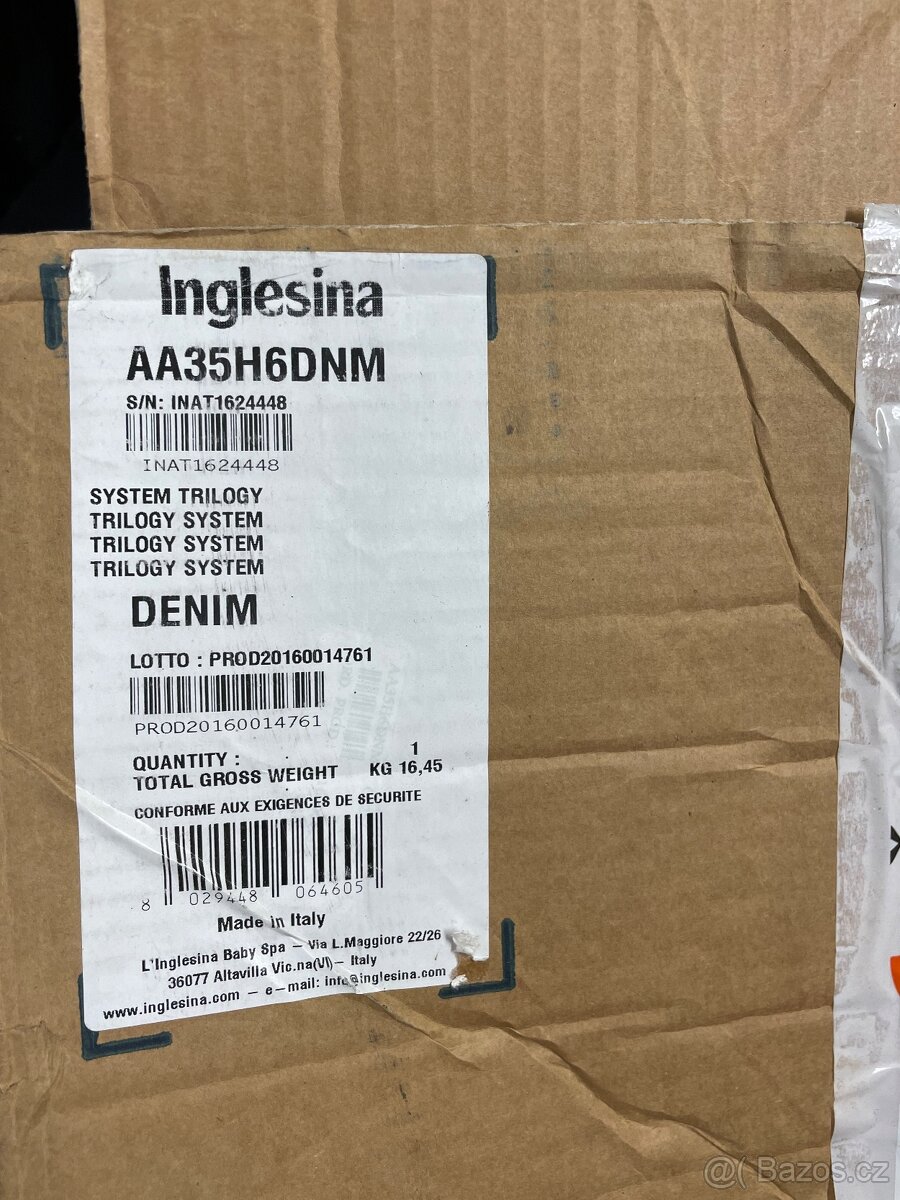 Inglesina
AA35H6DNM
S/N: INAT1624448
INAT1624448
SYSTEM TRILOGY
TRILOGY SYSTEM
TRILOGY SYSTEM
TRILOGY SYSTEM
DENIM
LOTTO : PROD20160014761
PROD20160014761
QUANTITY : 1
TOTAL GROSS WEIGHT KG 16,45
CONFORME AUX EXIGENCES DE SECURITE
8 029448 064605
Made in Italy
L'Inglesina Baby Spa – Via L.Maggiore 22/26
36077 Altavilla Vic.na(VI)– Italy
www.inglesina.com – e–mail: info@inglesina.com
@( Bazos.cz